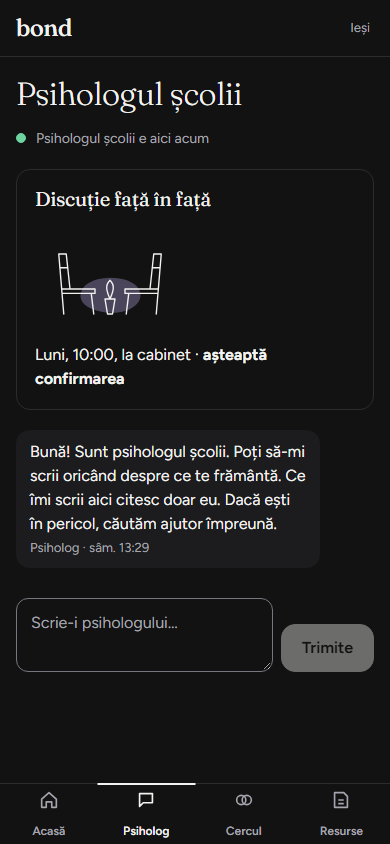 bond
Ieși
Psihologul școlii
Psihologul școlii e aici acum
Discuție față în față
Luni, 10:00, la cabinet · așteaptă
confirmarea
Bună! Sunt psihologul școlii. Poți să-mi
scrii oricând despre ce te frământă. Ce
îmi scrii aici citesc doar eu. Dacă ești
în pericol, căutăm ajutor împreună.
Psiholog · sâm. 13:29
Scrie-i psihologului...
Trimite
Acasă
Psiholog
Cercul
Resurse